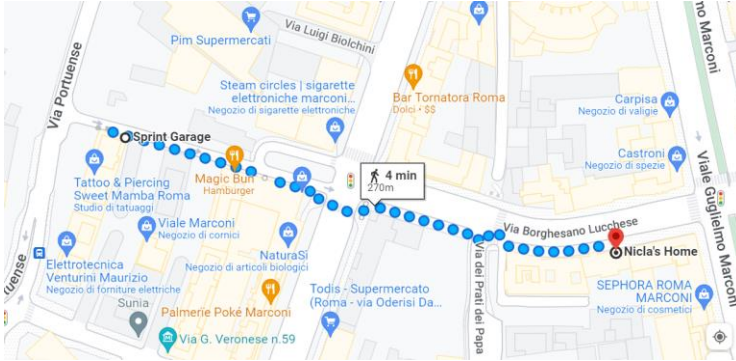 Via Luigi Biolchini
Pim Supermercati
Via Portuense
Viale Guglielmo Marconi
Steam circles | sigarette
elettroniche marconi...
Negozio di sigarette elettroniche
Bar Tornatora Roma
Dolci • $$
Carpisa
Negozio di valigie
Sprint Garage
Castroni
Negozio di spezie
Magic Bun
Hamburger
4 min
270m
Tattoo & Piercing
Sweet Mamba Roma
Studio di tatuaggi
Viale Marconi
Negozio di cornici
Via Borghesano Lucchese
NaturaSì
Negozio di articoli biologici
Nicla's Home
Elettrotecnica
Venturini Maurizio
Negozio di forniture elettriche
Via dei Prati dei Papa
Todis - Supermercato
(Roma - via Oderisi Da...
SEPHORA ROMA
MARCONI
Negozio di cosmetici
Sunia
Palmerie Poké Marconi
Via G. Veronese n.59